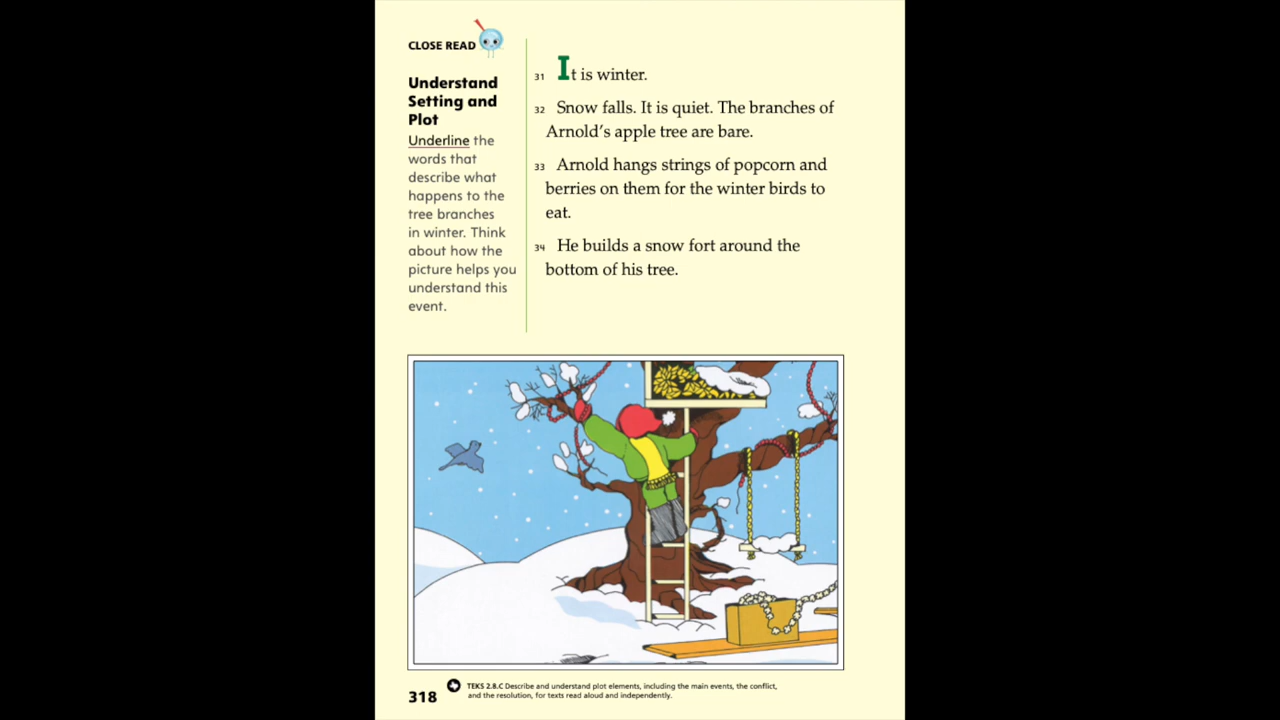 CLOSE READ
Understand
Setting and
Plot
Underline the
words that
describe what
happens to the
tree branches
in winter. Think
about how the
picture helps you
understand this
event.
31 It is winter.
32 Snow falls. It is quiet. The branches of
Arnold’s apple tree are bare.
33 Arnold hangs strings of popcorn and
berries on them for the winter birds to
eat.
34 He builds a snow fort around the
bottom of his tree.
318
TEKS 2.8.C Describe and understand plot elements, including the main events, the conflict,
and the resolution, for texts read aloud and independently.